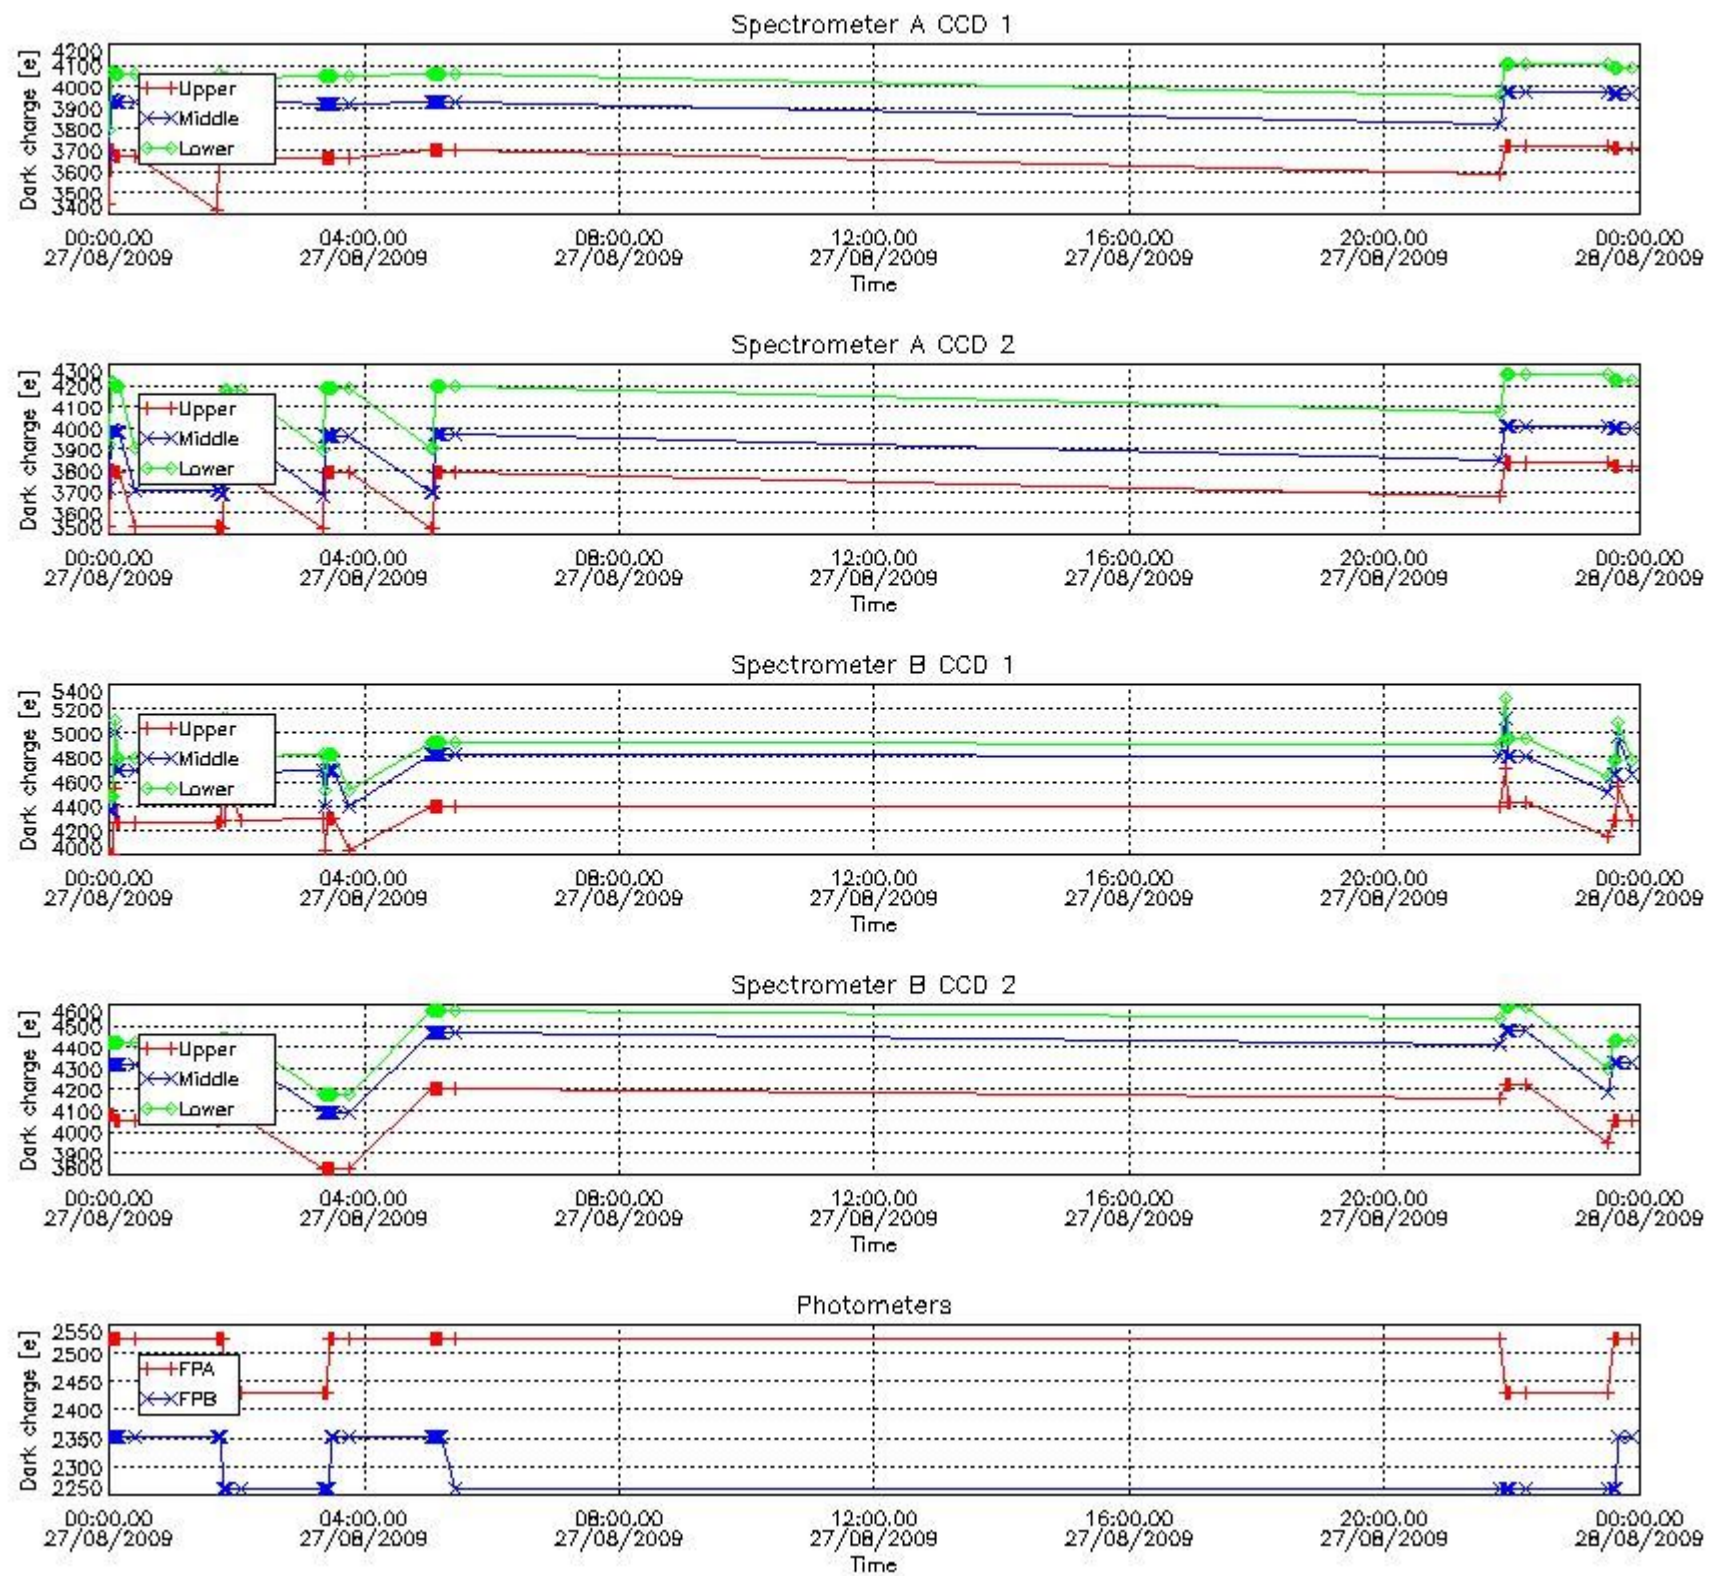 Spectrometer A CCD 1
Dark charge [e]
4200
4100
4000
3900
3800
3700
3600
3500
3400
Upper
Middle
Lower
00:00.00 04:00.00 08:00.00 12:00.00 16:00.00 20:00.00 00:00.00
27/08/2009 27/08/2009 27/08/2009 27/08/2009 27/08/2009 27/08/2009 28/08/2009
Time
Spectrometer A CCD 2
Dark charge [e]
4300
4200
4100
4000
3900
3800
3700
3600
3500
Upper
Middle
Lower
00:00.00 04:00.00 08:00.00 12:00.00 16:00.00 20:00.00 00:00.00
27/08/2009 27/08/2009 27/08/2009 27/08/2009 27/08/2009 27/08/2009 28/08/2009
Time
Spectrometer B CCD 1
Dark charge [e]
5400
5200
5000
4800
4600
4400
4200
4000
Upper
Middle
Lower
00:00.00 04:00.00 08:00.00 12:00.00 16:00.00 20:00.00 00:00.00
27/08/2009 27/08/2009 27/08/2009 27/08/2009 27/08/2009 27/08/2009 28/08/2009
Time
Spectrometer B CCD 2
Dark charge [e]
4600
4500
4400
4300
4200
4100
4000
3900
3800
Upper
Middle
Lower
00:00.00 04:00.00 08:00.00 12:00.00 16:00.00 20:00.00 00:00.00
27/08/2009 27/08/2009 27/08/2009 27/08/2009 27/08/2009 27/08/2009 28/08/2009
Time
Photometers
Dark charge [e]
2550
2500
2450
2400
2350
2300
2250
FPA
FPB
00:00.00 04:00.00 08:00.00 12:00.00 16:00.00 20:00.00 00:00.00
27/08/2009 27/08/2009 27/08/2009 27/08/2009 27/08/2009 27/08/2009 28/08/2009
Time